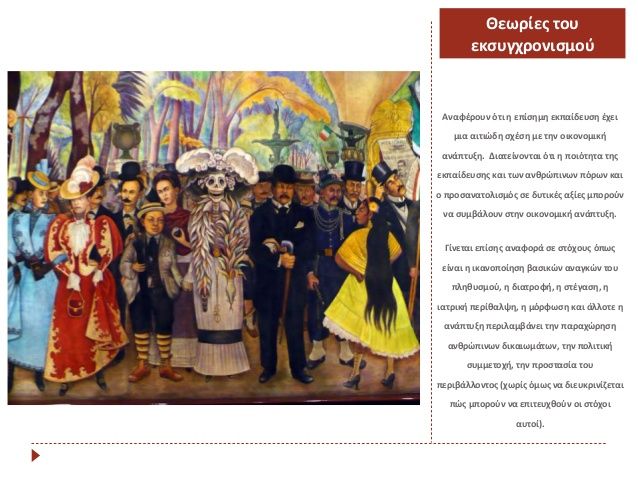 Θεωρίες του
εκσυγχρονισμού
Αναφέρουν ότι η επίσημη εκπαίδευση έχει
μια αιτιώδη σχέση με την οικονομική
ανάπτυξη. Διατείνονται ότι η ποιότητα της
εκπαίδευσης και των ανθρώπινων πόρων και
ο προσανατολισμός σε δυτικές αξίες μπορούν
να συμβάλουν στην οικονομική ανάπτυξη.
Γίνεται επίσης αναφορά σε στόχους όπως
είναι η ικανοποίηση βασικών αναγκών του
πληθυσμού, η διατροφή, η στέγαση, η
ιατρική περίθαλψη, η μόρφωση και άλλοτε η
ανάπτυξη περιλαμβάνει την παραχώρηση
ανθρώπινων δικαιωμάτων, την πολιτική
συμμετοχή, την προστασία του
περιβάλλοντος (χωρίς όμως να διευκρινίζεται
πώς μπορούν να επιτευχθούν οι στόχοι
αυτοί).